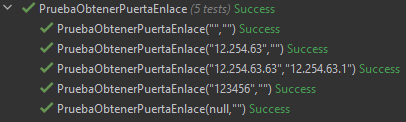 PruebaObtenerPuertaEnlace (5 tests) Success
PruebaObtenerPuertaEnlace("","") Success
PruebaObtenerPuertaEnlace("12.254.63","") Success
PruebaObtenerPuertaEnlace("12.254.63.63","12.254.63.1") Success
PruebaObtenerPuertaEnlace("123456","") Success
PruebaObtenerPuertaEnlace(null,"") Success